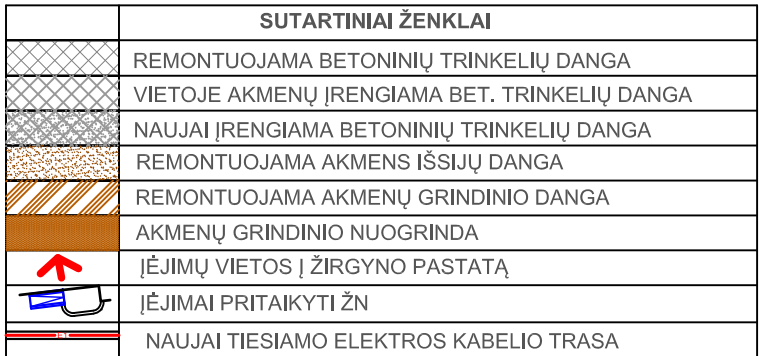 SUTARTINIAI ŽENKLAI
REMONTUOJAMA BETONINIŲ TRINKELIŲ DANGA
VIETOJE AKMENŲ ĮRENGIAMA BET. TRINKELIŲ DANGA
NAUJAI ĮRENGIAMA BETONINIŲ TRINKELIŲ DANGA
REMONTUOJAMA AKMENS IŠSIJŲ DANGA
REMONTUOJAMA AKMENŲ GRINDINIO DANGA
AKMENŲ GRINDINIO NUOGRINDA
ĮĖJIMŲ VIETOS Į ŽIRGYNO PASTATĄ
ĮĖJIMAI PRITAIKYTI ŽN
NAUJAI TIESIAMO ELEKTROS KABELIO TRASA